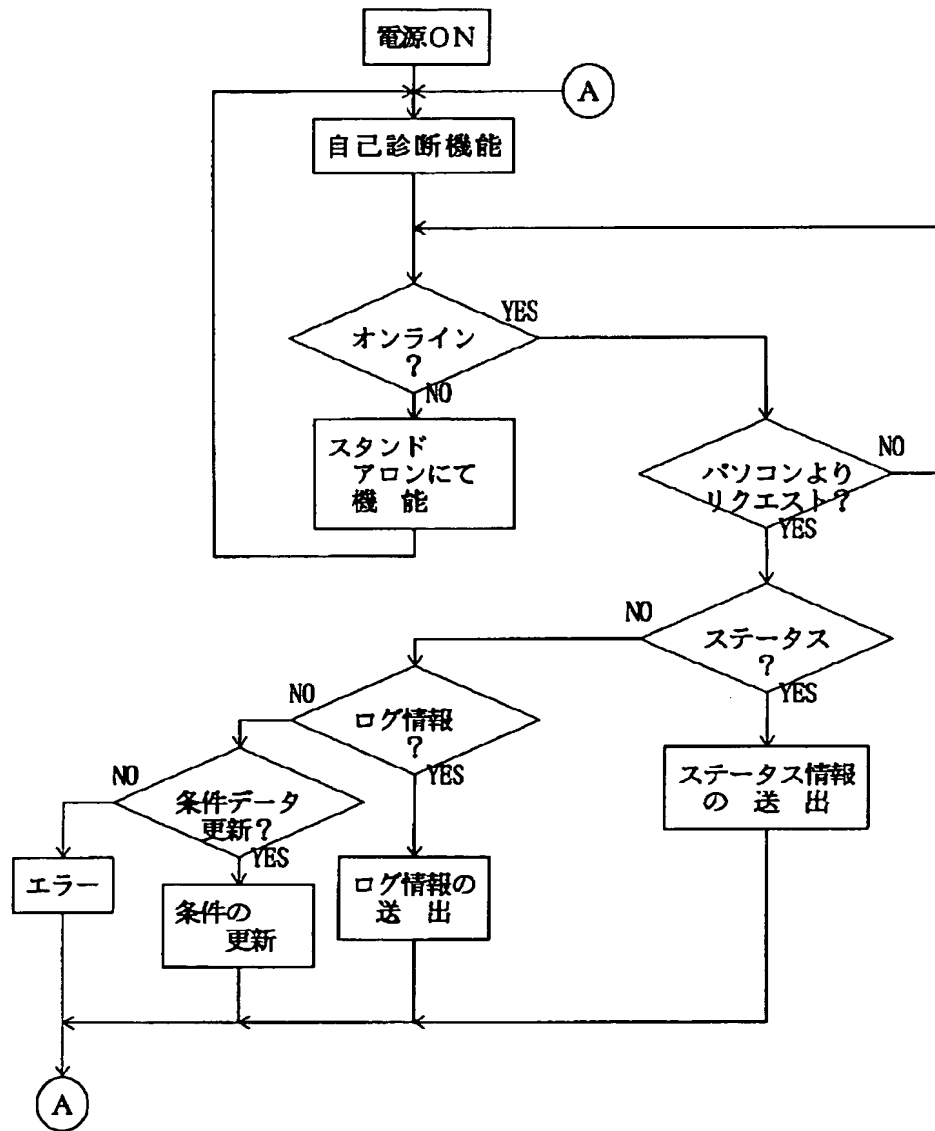 電源ON
A
自己診断機能
YES
オンライン
?
NO
スタンド
アロンにて
機 能
NO
パソコンより
リクエスト?
YES
NO
ステータス
?
YES
NO
ログ情報
?
YES
ステータス情報
の 送 出
NO
条件データ
更新?
YES
エラー
条件の
更新
ログ情報の
送 出
A